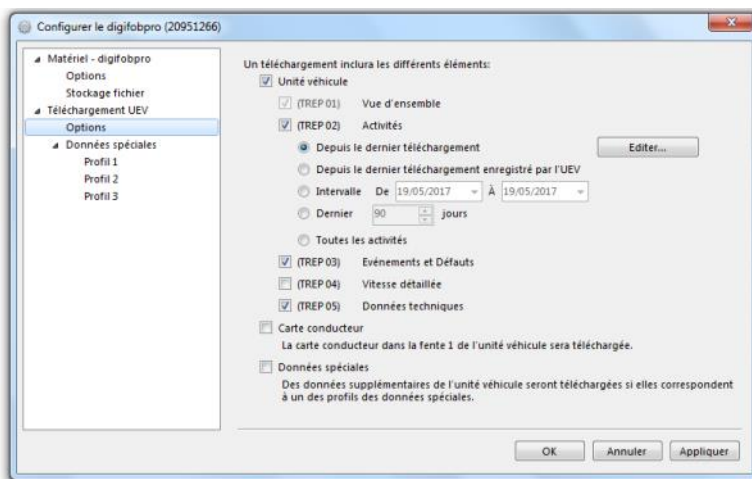 Configurer le digifobpro (20951266)
Matériel - digifobpro
Options
Stockage fichier
Téléchargement UEV
Options
Données spéciales
Profil 1
Profil 2
Profil 3
Un téléchargement inclura les différents éléments:
Unité véhicule
(TREP 01) Vue d'ensemble
(TREP 02) Activités
Depuis le dernier téléchargement Editer...
Depuis le dernier téléchargement enregistré par l'UEV
Intervalle De 19/05/2017 À 19/05/2017
Dernier 90 jours
Toutes les activités
(TREP 03) Evénements et Défauts
(TREP 04) Vitesse détaillée
(TREP 05) Données techniques
Carte conducteur
La carte conducteur dans la fente 1 de l'unité véhicule sera téléchargée.
Données spéciales
Des données supplémentaires de l'unité véhicule seront téléchargées si elles correspondent
à un des profils des données spéciales.
OK Annuler Appliquer